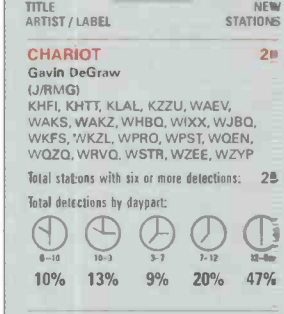 TITLE NEW
ARTIST / LABEL STATIONS
CHARIOT
Gavin DeGraw
(J/RMG)
KHFI, KHTT, KLAL, KZZU, WAEV,
WAKS, WAKZ, WHBQ, WIXX, WJBQ,
WKFS, WKZL, WPRO, WPST, WQEN,
WQZQ, WRVQ, WSTR, WZEE, WZYP
Total stations with six or more detections:
Total detections by daypart:
6-10 10-3 3-7 7-12
10% 13% 9% 20% 47%